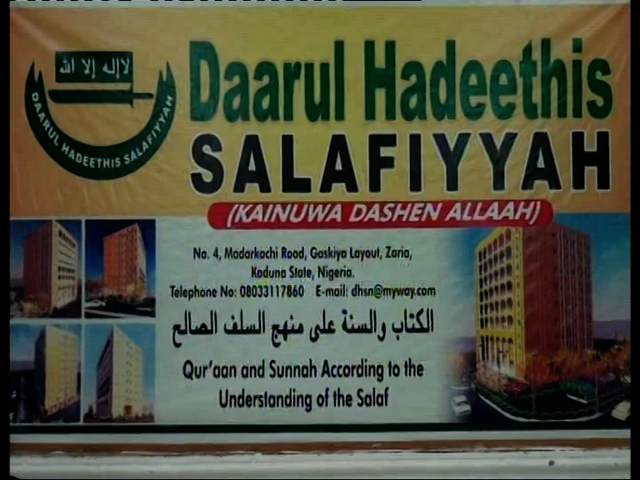 لا إله إلا الله
DAARUL HADEETHIS SALAFIYYAH
Daarul Hadeethis
SALAFIYYAH
(KAINUWA DASHEN ALLAAH)
No. 4, Madarkachi Road, Gaskiya Layout, Zaria,
Kaduna State, Nigeria.
Telephone No: 08033117860 E-mail: dhsn@myway.com
الكتاب والسنة على منهج السلف الصالح
Qur'aan and Sunnah According to the
Understanding of the Salaf